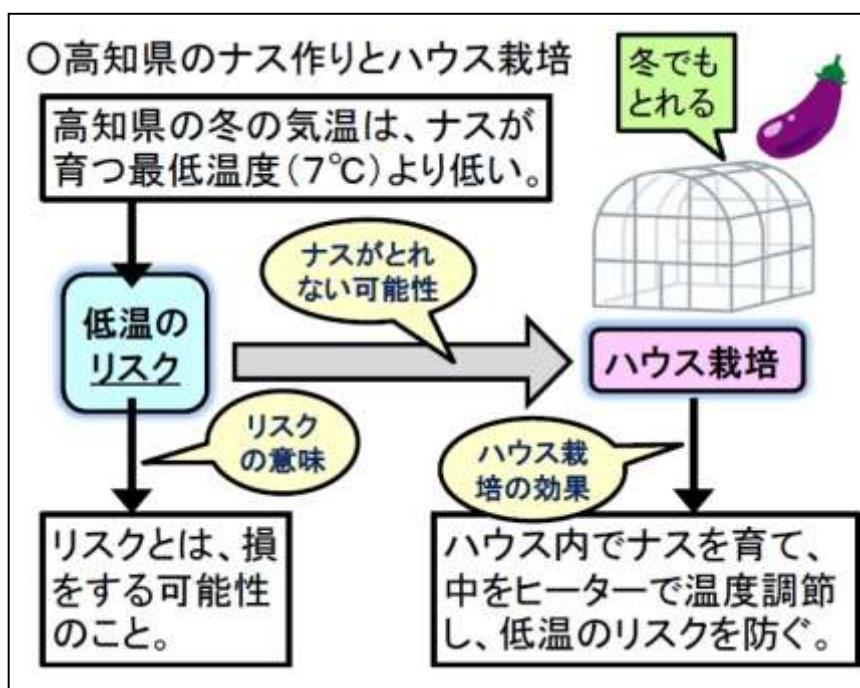 〇高知県のナス作りとハウス栽培
冬でも
とれる
高知県の冬の気温は、ナスが
育つ最低温度(7℃)より低い。
ナスがとれ
ない可能性
低温の
リスク
ハウス栽培
リスク
の意味
ハウス栽
培の効果
リスクとは、損
をする可能性
のこと。
ハウス内でナスを育て、
中をヒーターで温度調節
し、低温のリスクを防ぐ。